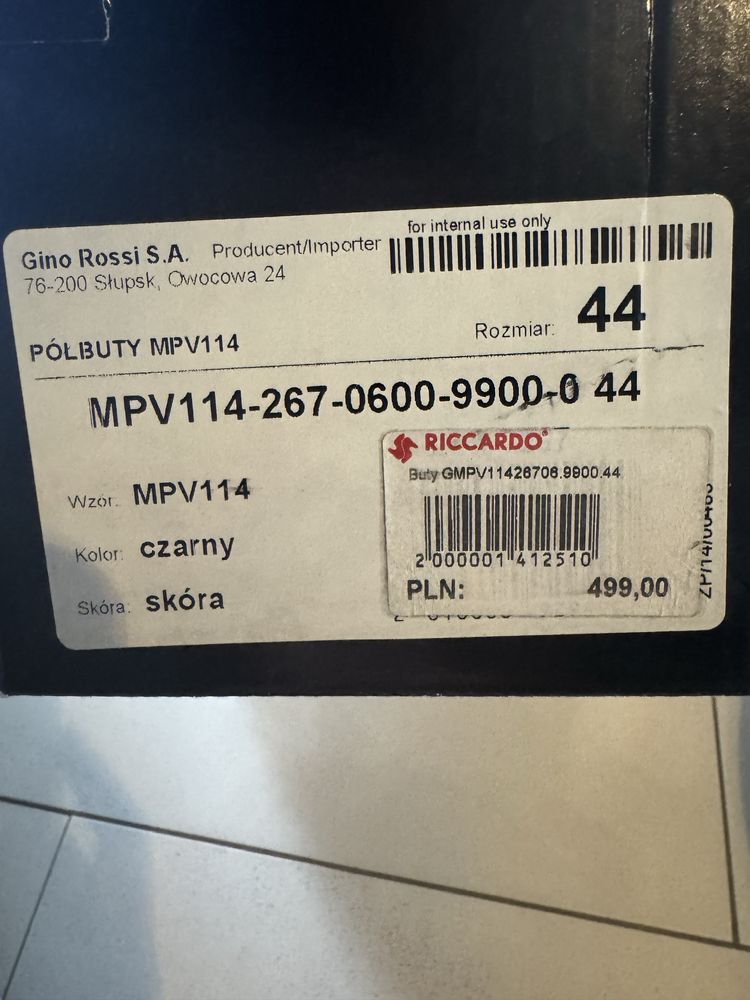 for internal use only
Gino Rossi S.A. Producent/Importer
76-200 Słupsk, Owocowa 24
Rozmiar: 44
PÓŁBUTY MPV114
MPV114-267-0600-9900-0 44
RICCARDO®
Buty GMPV11426706.9900.44
Wzór: MPV114
2 000001 412510
Kolor: czarny
PLN: 499,00
Skóra: skóra